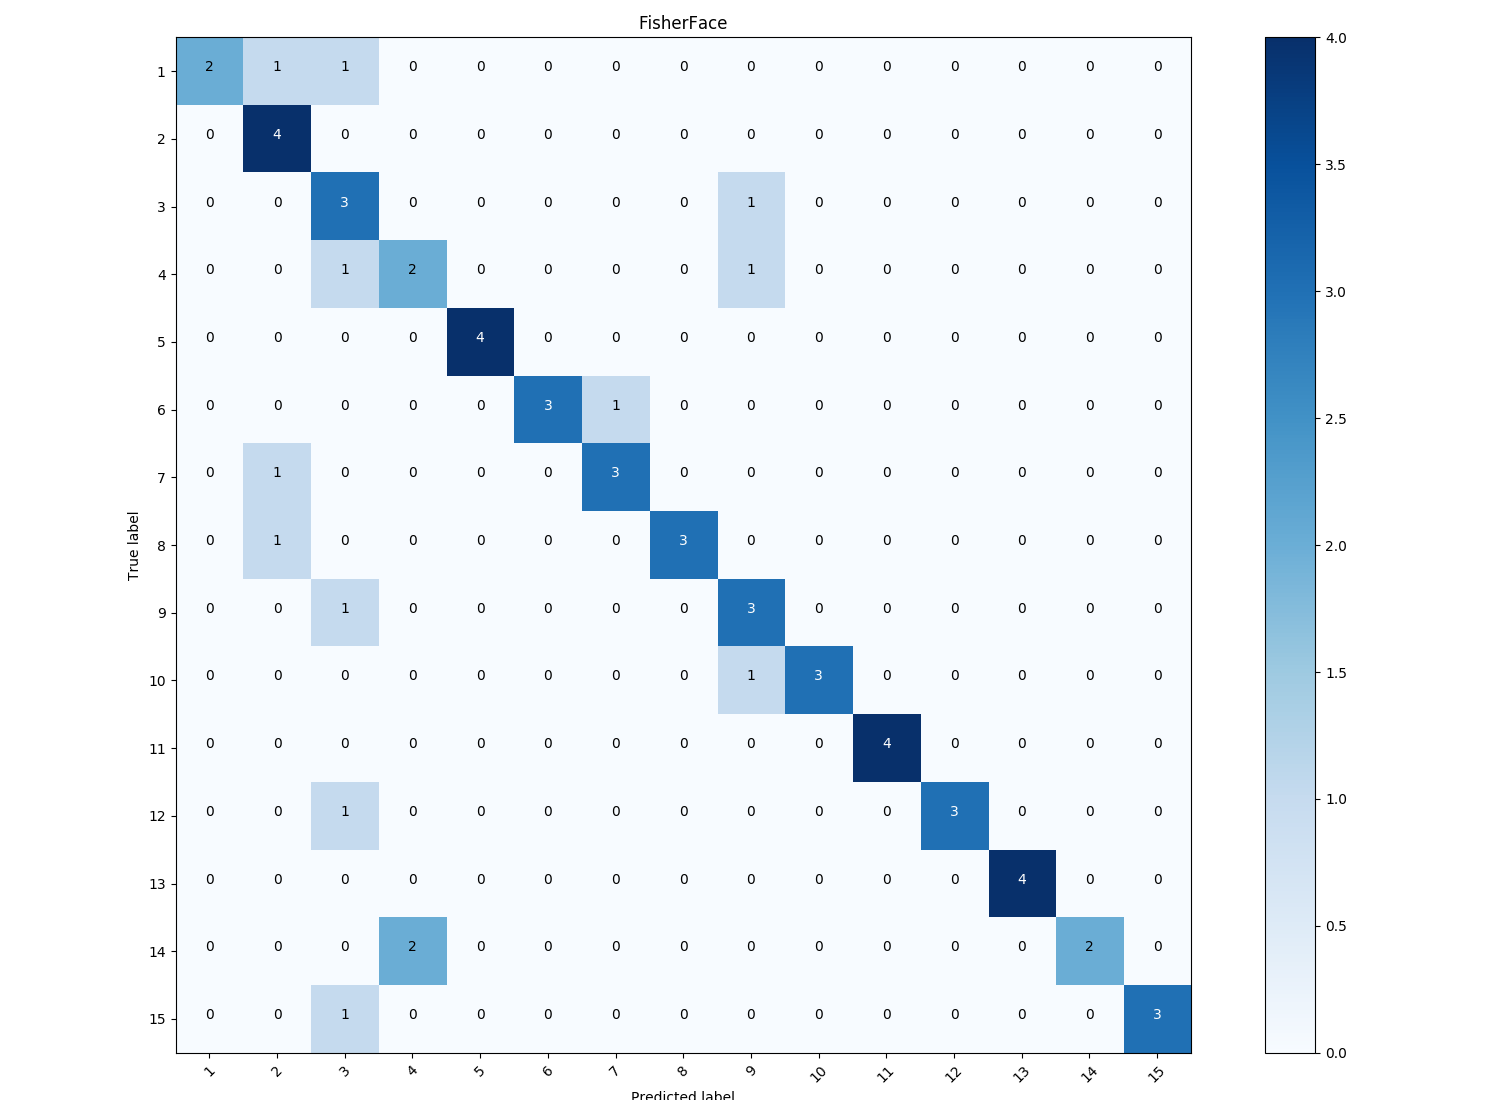 FisherFace
4.0
1 2 1 1 0 0 0 0 0 0 0 0 0 0 0 0
2 0 4 0 0 0 0 0 0 0 0 0 0 0 0 0
3.5
3 0 0 3 0 0 0 0 0 1 0 0 0 0 0 0
4 0 0 1 2 0 0 0 0 1 0 0 0 0 0 0
3.0
5 0 0 0 0 4 0 0 0 0 0 0 0 0 0 0
6 0 0 0 0 0 3 1 0 0 0 0 0 0 0 0
2.5
7 0 1 0 0 0 0 3 0 0 0 0 0 0 0 0
True label
8 0 1 0 0 0 0 0 3 0 0 0 0 0 0 0
2.0
9 0 0 1 0 0 0 0 0 3 0 0 0 0 0 0
10 0 0 0 0 0 0 0 0 1 3 0 0 0 0 0
1.5
11 0 0 0 0 0 0 0 0 0 0 4 0 0 0 0
12 0 0 1 0 0 0 0 0 0 0 0 3 0 0 0
1.0
13 0 0 0 0 0 0 0 0 0 0 0 0 4 0 0
0.5
14 0 0 0 2 0 0 0 0 0 0 0 0 0 2 0
15 0 0 1 0 0 0 0 0 0 0 0 0 0 0 3
0.0
1 2 3 4 5 6 7 8 9 10 11 12 13 14 15
Predicted label